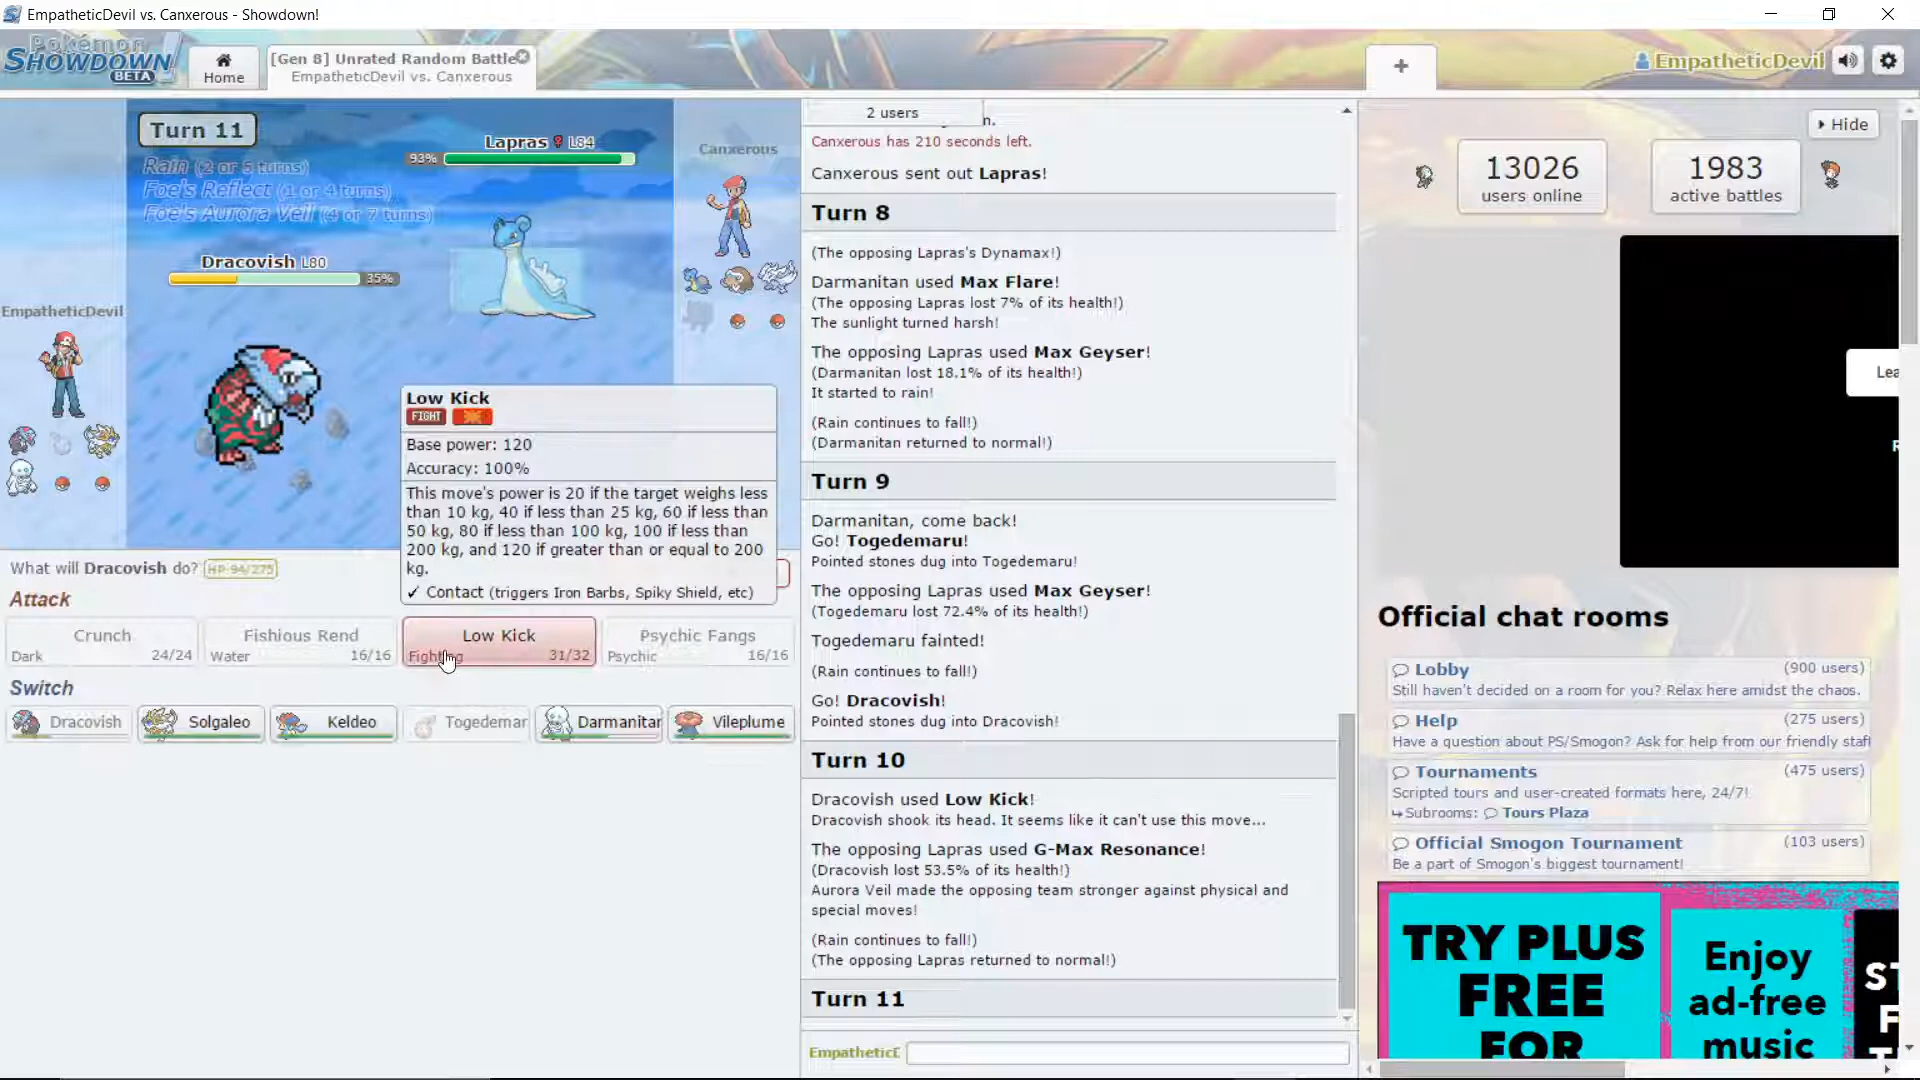 EmpatheticDevil vs. Canxerous - Showdown!
Pokémon
SHOWDOWN!
BETA
Home
[Gen 8] Unrated Random Battle
EmpatheticDevil vs. Canxerous
+
EmpatheticDevil
Turn 11
Rain (2 or 5 turns)
Foe's Reflect (1 or 4 turns)
Foe's Aurora Veil (4 or 7 turns)
Lapras L84
93%
Dracovish L80
35%
Canxerous
EmpatheticDevil
Low Kick
FIGHT
Base power: 120
Accuracy: 100%
This move's power is 20 if the target weighs less
than 10 kg, 40 if less than 25 kg, 60 if less than
50 kg, 80 if less than 100 kg, 100 if less than
200 kg, and 120 if greater than or equal to 200
kg.
✓ Contact (triggers Iron Barbs, Spiky Shield, etc)
What will Dracovish do? HP 94/275
Attack
Crunch
Dark 24/24
Fishious Rend
Water 16/16
Low Kick
Fighting 31/32
Psychic Fangs
Psychic 16/16
Switch
Dracovish
Solgaleo
Keldeo
Togedemar
Darmanitar
Vileplume
2 users
n.
Canxerous has 210 seconds left.
Canxerous sent out Lapras!
Turn 8
(The opposing Lapras's Dynamax!)
Darmanitan used Max Flare!
(The opposing Lapras lost 7% of its health!)
The sunlight turned harsh!
The opposing Lapras used Max Geyser!
(Darmanitan lost 18.1% of its health!)
It started to rain!
(Rain continues to fall!)
(Darmanitan returned to normal!)
Turn 9
Darmanitan, come back!
Go! Togedemaru!
Pointed stones dug into Togedemaru!
The opposing Lapras used Max Geyser!
(Togedemaru lost 72.4% of its health!)
Togedemaru fainted!
(Rain continues to fall!)
Go! Dracovish!
Pointed stones dug into Dracovish!
Turn 10
Dracovish used Low Kick!
Dracovish shook its head. It seems like it can't use this move...
The opposing Lapras used G-Max Resonance!
(Dracovish lost 53.5% of its health!)
Aurora Veil made the opposing team stronger against physical and
special moves!
(Rain continues to fall!)
(The opposing Lapras returned to normal!)
Turn 11
Empathetic
Hide
13026
users online
1983
active battles
Lea
Official chat rooms
Lobby (900 users)
Still haven't decided on a room for you? Relax here amidst the chaos.
Help (275 users)
Have a question about PS/Smogon? Ask for help from our friendly staf
Tournaments (475 users)
Scripted tours and user-created formats here, 24/7!
↳Subrooms: Tours Plaza
Official Smogon Tournament (103 users)
Be a part of Smogon's biggest tournament!
TRY PLUS
FREE
FOR
Enjoy
ad-free
music